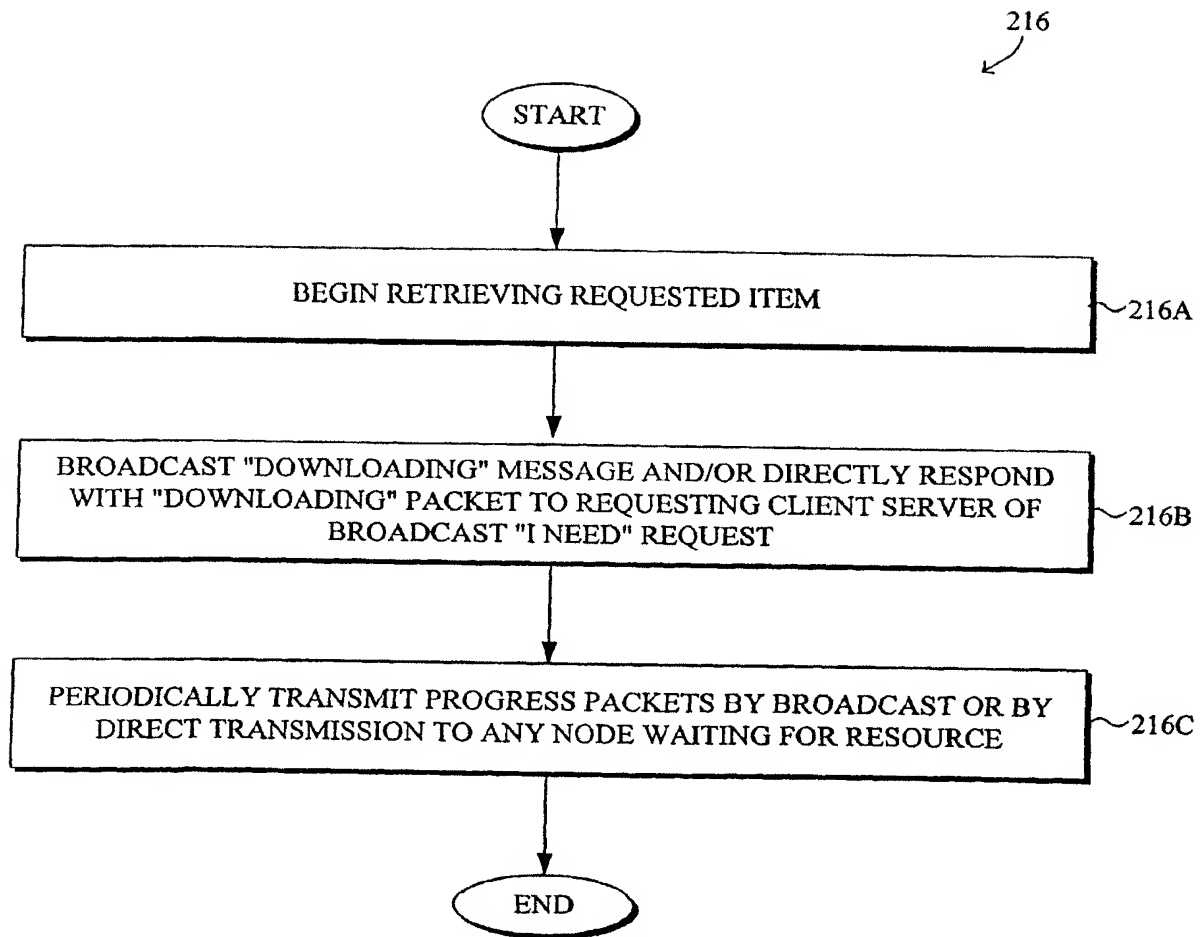 216
START
BEGIN RETRIEVING REQUESTED ITEM
216A
BROADCAST "DOWNLOADING" MESSAGE AND/OR DIRECTLY RESPOND
WITH "DOWNLOADING" PACKET TO REQUESTING CLIENT SERVER OF
BROADCAST "I NEED" REQUEST
216B
PERIODICALLY TRANSMIT PROGRESS PACKETS BY BROADCAST OR BY
DIRECT TRANSMISSION TO ANY NODE WAITING FOR RESOURCE
216C
END